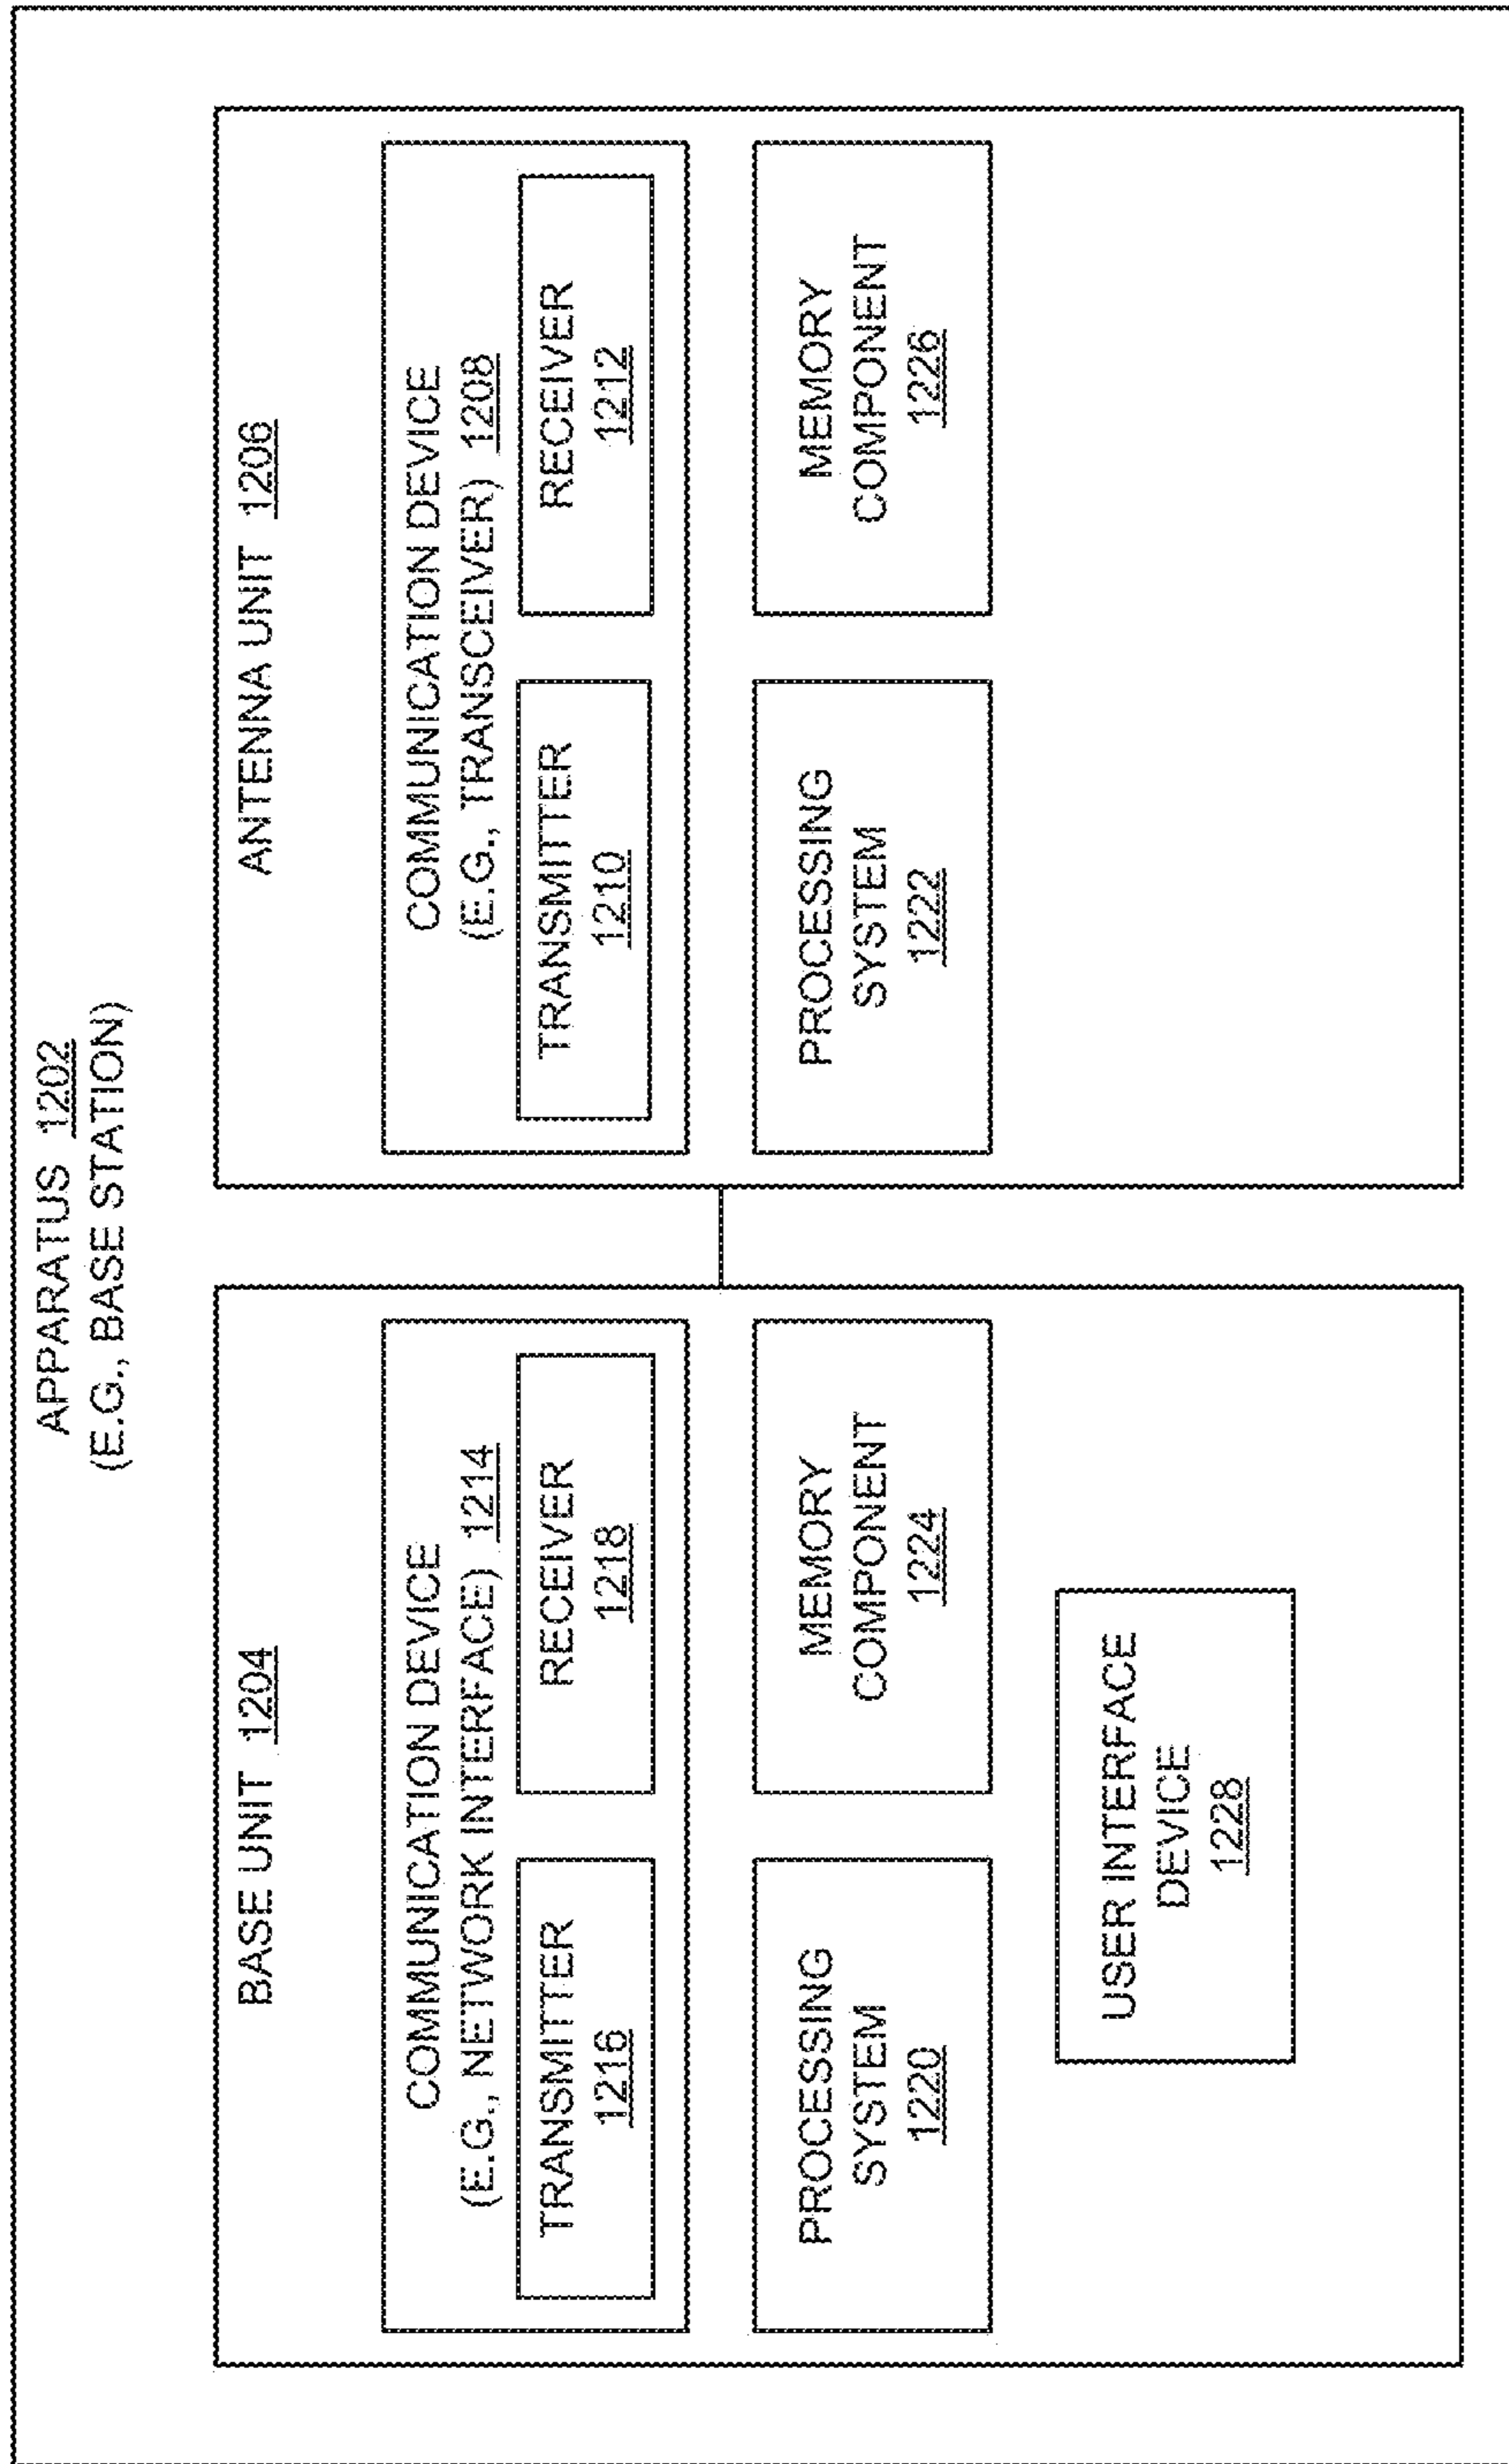 APPARATUS 1202
(E.G., BASE STATION)
BASE UNIT 1204
COMMUNICATION DEVICE
(E.G., NETWORK INTERFACE) 1214
TRANSMITTER
1216
RECEIVER
1218
PROCESSING
SYSTEM
1220
MEMORY
COMPONENT
1224
USER INTERFACE
DEVICE
1228
ANTENNA UNIT 1206
COMMUNICATION DEVICE
(E.G., TRANSCEIVER) 1208
TRANSMITTER
1210
RECEIVER
1212
PROCESSING
SYSTEM
1222
MEMORY
COMPONENT
1226